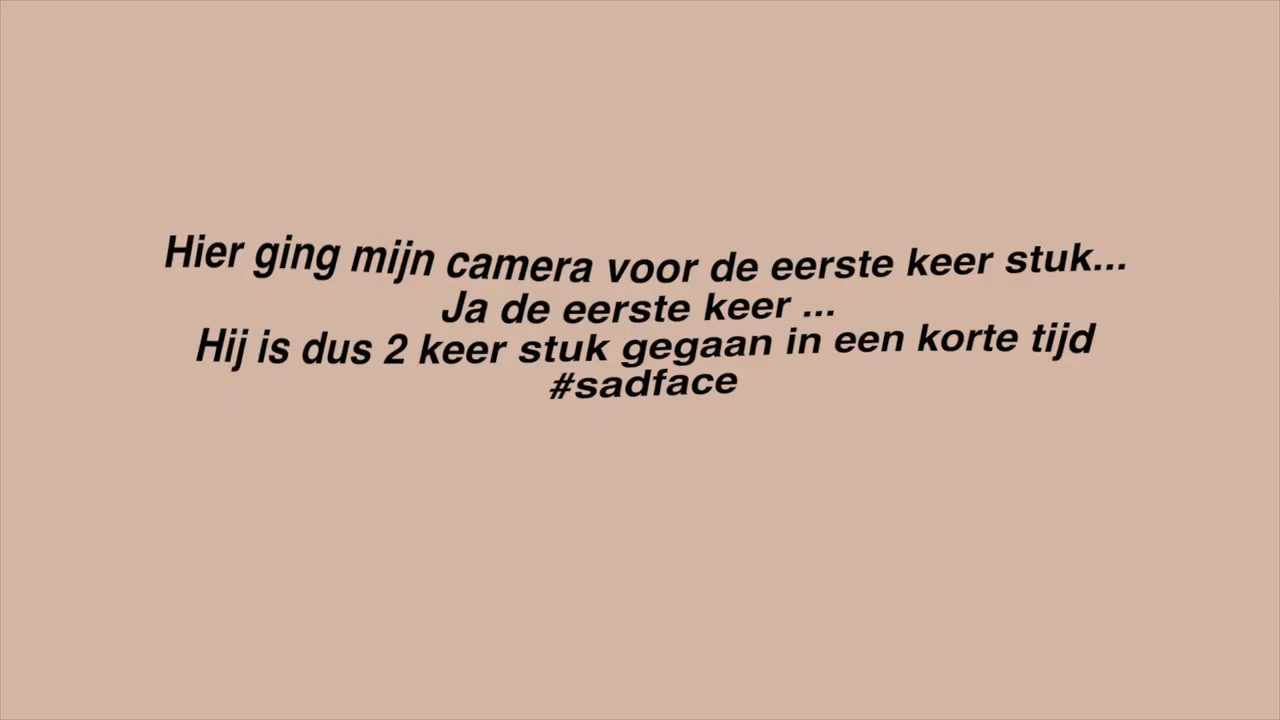 Hier ging mijn camera voor de eerste keer stuk...
Ja de eerste keer ...
Hij is dus 2 keer stuk gegaan in een korte tijd
#sadface